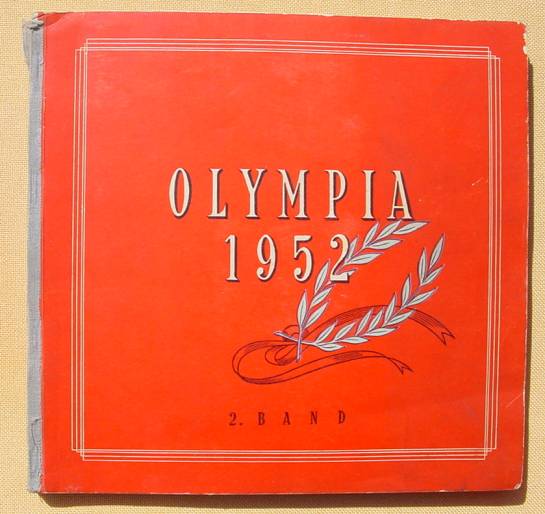 OLYMPIA
1952
2. BAND